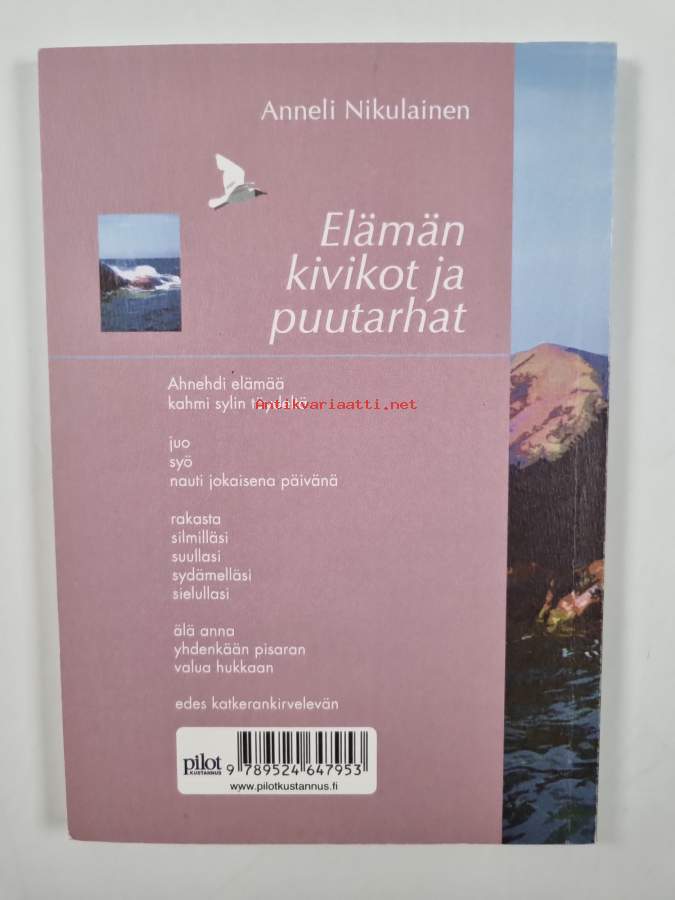 Anneli Nikulainen
Elämän
kivikot ja
puutarhat
Ahnehdi elämää
kahmi sylin täydeltä
Antikvariaatti.net
juo
syö
nauti jokaisena päivänä
rakasta
silmilläsi
suullasi
sydämelläsi
sielullasi
älä anna
yhdenkään pisaran
valua hukkaan
edes katkerankirvelevän
pilot
KUSTANNUS
9 789524 647953
www.pilotkustannus.fi